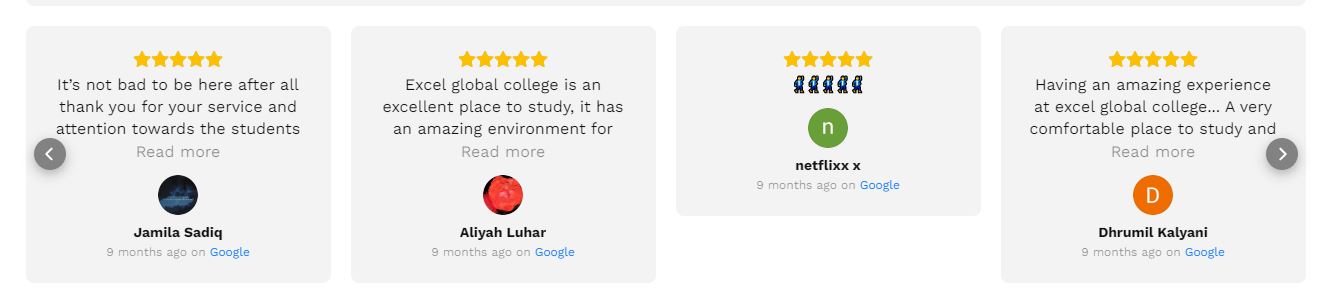 It's not bad to be here after all
thank you for your service and
attention towards the students
Read more
Jamila Sadiq
9 months ago on Google
Excel global college is an
excellent place to study, it has
an amazing environment for
Read more
Aliyah Luhar
9 months ago on Google
n
netflixx x
9 months ago on Google
Having an amazing experience
at excel global college... A very
comfortable place to study and
Read more
D
Dhrumil Kalyani
9 months ago on Google